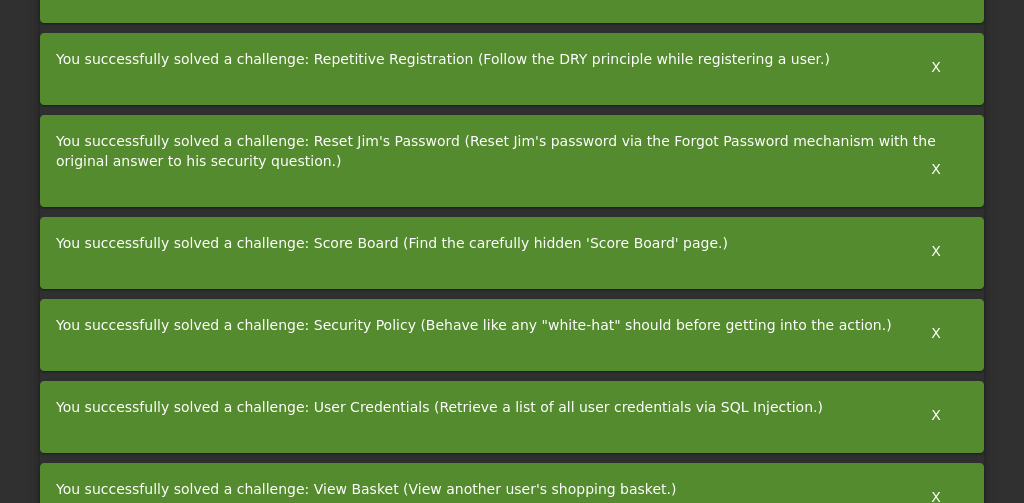 You successfully solved a challenge: Repetitive Registration (Follow the DRY principle while registering a user.)
X
You successfully solved a challenge: Reset Jim's Password (Reset Jim's password via the Forgot Password mechanism with the
original answer to his security question.)
X
You successfully solved a challenge: Score Board (Find the carefully hidden 'Score Board' page.)
X
You successfully solved a challenge: Security Policy (Behave like any "white-hat" should before getting into the action.)
X
You successfully solved a challenge: User Credentials (Retrieve a list of all user credentials via SQL Injection.)
X
You successfully solved a challenge: View Basket (View another user's shopping basket.)
X